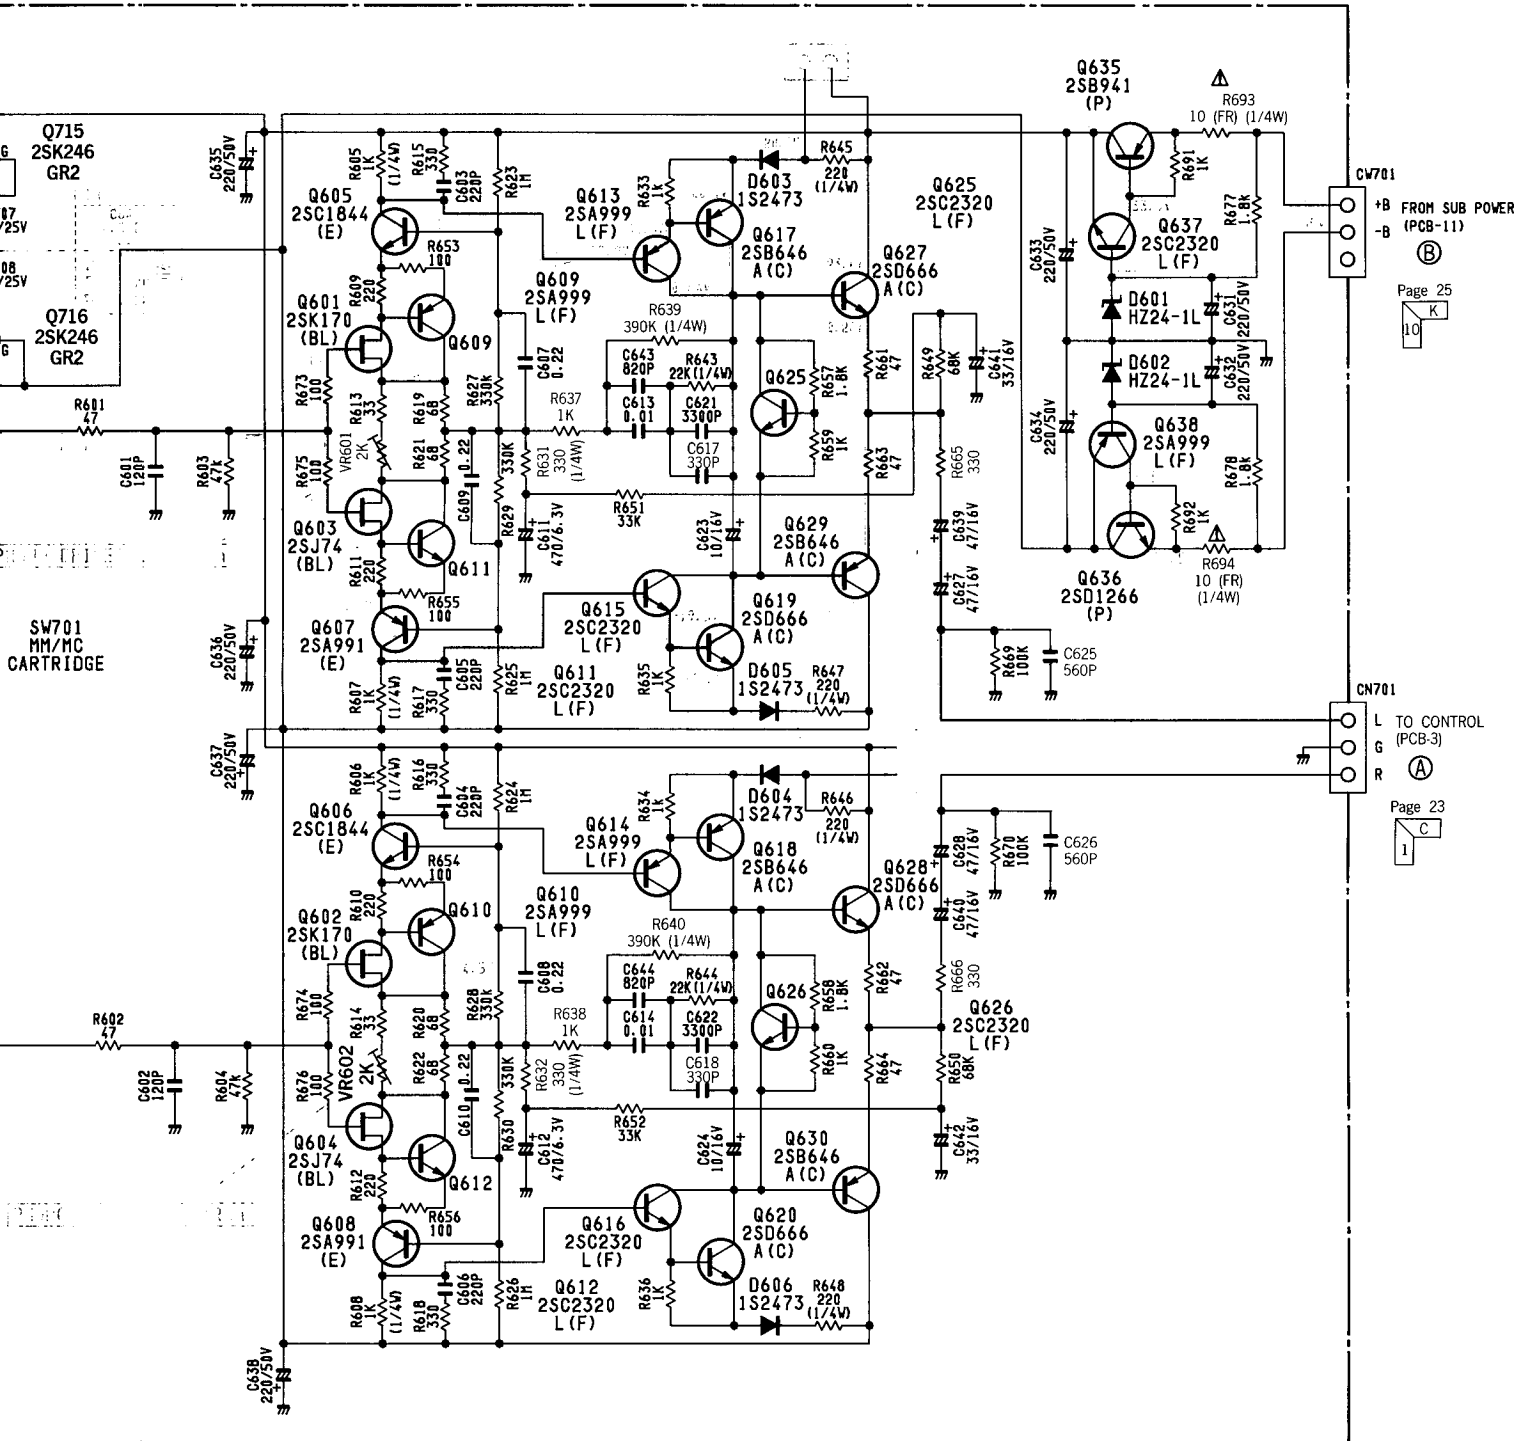 Q715
2SK246
GR2
G
/25V
/25V
Q716
2SK246
GR2
G
C635
220/50V
R605
1K
(1/4W)
R615
330
C603
220P
R623
1M
Q605
2SC1844
(E)
R653
100
R609
220
Q601
2SK170
(BL)
Q609
Q613
2SA999
L(F)
Q609
2SA999
L(F)
R633
1k
D603
1S2473
R645
220
(1/4W)
Q617
2SB646
A(C)
Q625
2SC2320
L(F)
Q627
2SD666
A(C)
R639
390K (1/4W)
C643
820P
R643
22K(1/4W)
C613
0.01
C621
3300P
C617
330P
C607
0.22
R627
330k
R637
1K
R673
100
R613
33
R619
68
VR601
2K
R621
68
R675
100
C609
0.22
330K
R629
R631
330
(1/4W)
R601
47
C601
120P
R603
47k
Q603
2SJ74
(BL)
R611
220
Q611
R655
100
C611
470/6.3V
R651
33K
C623
10/16V
Q625
R657
1.8K
R659
1K
R661
47
R663
47
R649
68K
C641
33/16V
R665
330
C639
47/16V
C627
47/16V
Q629
2SB646
A(C)
Q635
2SB941
(P)
R693
10 (FR) (1/4W)
R691
1K
R677
1.8k
Q637
2SC2320
L(F)
C633
220/50V
D601
HZ24-1L
C631
220/50V
D602
HZ24-1L
C632
220/50V
C634
220/50V
Q638
2SA999
L(F)
R678
1.8k
R692
1K
Q636
2SD1266
(P)
R694
10 (FR)
(1/4W)
CW701
+B
-B
FROM SUB POWER
(PCB-11)
B
Page 25
K
10
SW701
MM/MC
CARTRIDGE
C636
220/50V
Q607
2SA991
(E)
R607
1K
(1/4W)
R617
330
C605
220P
R625
1M
Q611
2SC2320
L(F)
Q615
2SC2320
L(F)
R635
1K
Q619
2SD666
A(C)
D605
1S2473
R647
220
(1/4W)
R669
100K
C625
560P
CN701
L
G
R
TO CONTROL
(PCB-3)
A
Page 23
C
1
C637
220/50V
R606
1K
(1/4W)
R616
330
C604
220P
R624
1M
Q606
2SC1844
(E)
R654
100
R610
220
Q602
2SK170
(BL)
Q610
Q614
2SA999
L(F)
Q610
2SA999
L(F)
R634
1k
D604
1S2473
R646
220
(1/4W)
Q618
2SB646
A(C)
Q628
2SD666
A(C)
C628
47/16V
R670
100K
C626
560P
C640
47/16V
R640
390K (1/4W)
C644
820P
R644
22K(1/4W)
C614
0.01
C622
3300P
C618
330P
C608
0.22
R628
330k
R638
1K
R674
100
R614
33
R620
68
VR602
2K
R622
68
R676
100
C610
0.22
330K
R630
R632
330
(1/4W)
R602
47
C602
120P
R604
47k
Q604
2SJ74
(BL)
R612
220
Q612
R656
100
C612
470/6.3V
R652
33K
C624
10/16V
Q626
R658
1.8K
R660
1K
R662
47
R664
47
R666
330
Q626
2SC2320
L(F)
R650
68K
C642
33/16V
Q630
2SB646
A(C)
Q608
2SA991
(E)
R608
1K
(1/4W)
R618
330
C606
220P
R626
1M
Q612
2SC2320
L(F)
Q616
2SC2320
L(F)
R636
1K
Q620
2SD666
A(C)
D606
1S2473
R648
220
(1/4W)
C638
220/50V